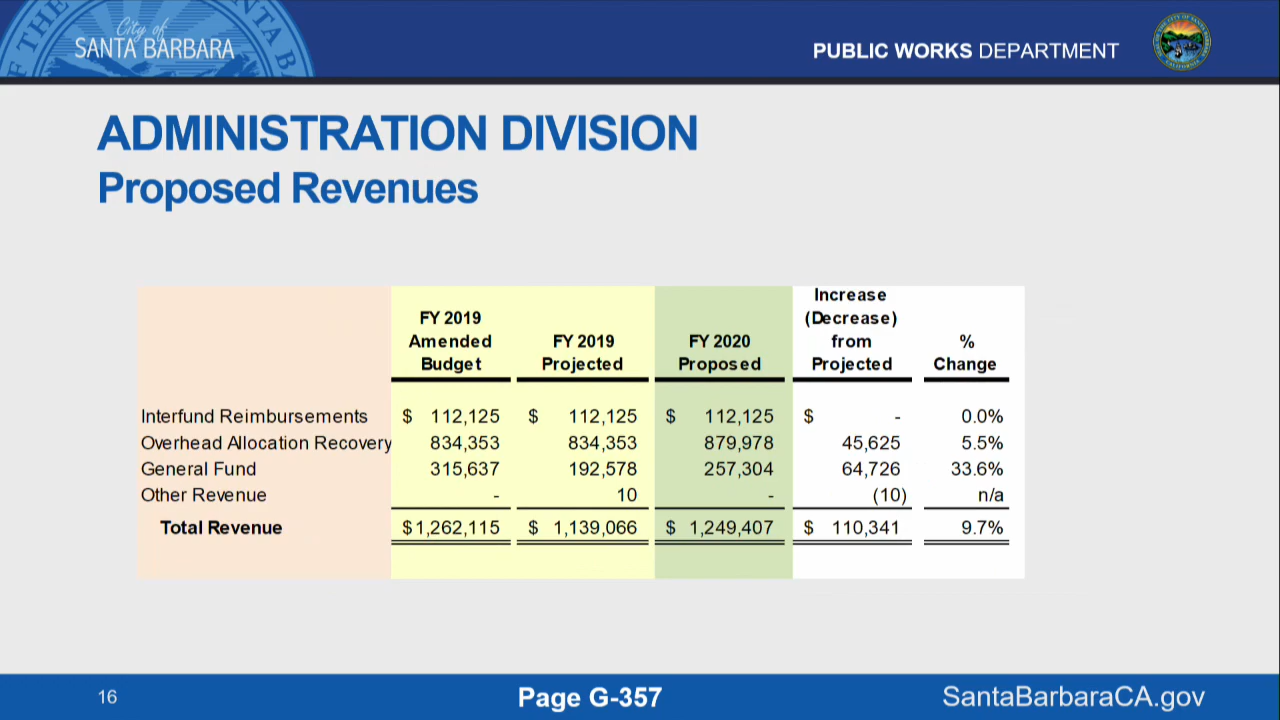 City of
SANTA BARBARA
PUBLIC WORKS DEPARTMENT
ADMINISTRATION DIVISION
Proposed Revenues
FY 2019 Amended Budget
FY 2019 Projected
FY 2020 Proposed
Increase (Decrease) from Projected
% Change
Interfund Reimbursements $ 112,125 $ 112,125 $ 112,125 $ - 0.0%
Overhead Allocation Recovery 834,353 834,353 879,978 45,625 5.5%
General Fund 315,637 192,578 257,304 64,726 33.6%
Other Revenue - 10 - (10) n/a
Total Revenue $1,262,115 $ 1,139,066 $ 1,249,407 $ 110,341 9.7%
16
Page G-357
SantaBarbaraCA.gov